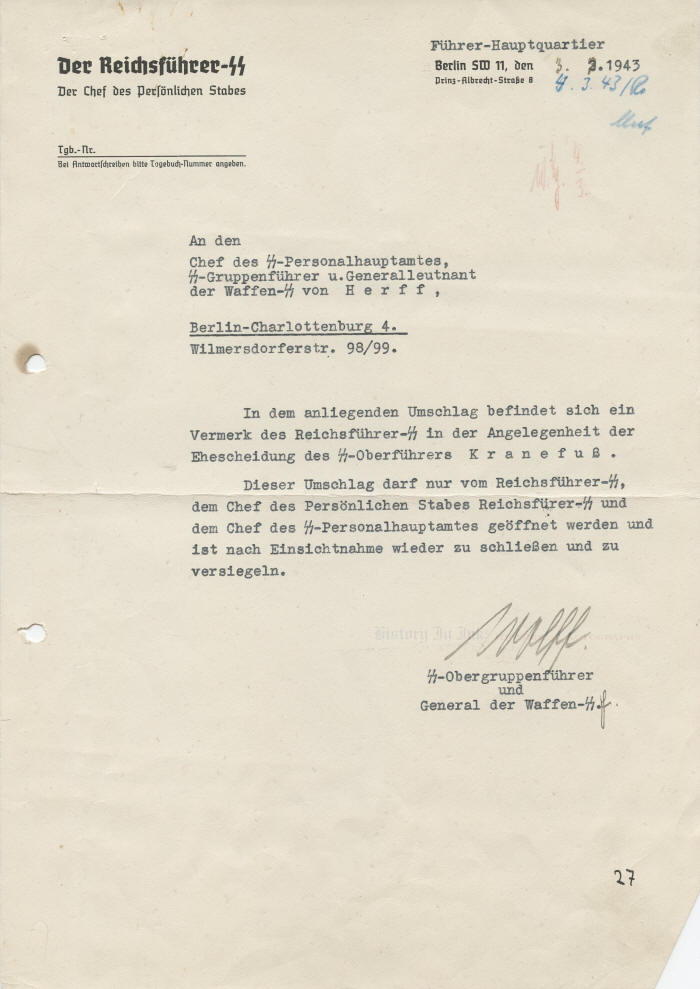 Führer-Hauptquartier
Der Reichsführer-SS
Der Chef des Persönlichen Stabes
Berlin SW 11, den 3. 3.1943
Prinz-Albrecht-Straße 8
4. 3. 43/
Tgb.-Nr.
Bei Antwortschreiben bitte Tagebuch-Nummer angeben.
An den
Chef des SS-Personalhauptamtes,
SS-Gruppenführer u.Generalleutnant
der Waffen-SS von H e r f f ,
Berlin-Charlottenburg 4.
Wilmersdorferstr. 98/99.
In dem anliegenden Umschlag befindet sich ein
Vermerk des Reichsführer-SS in der Angelegenheit der
Ehescheidung des SS-Oberführers K r a n e f u ß .
Dieser Umschlag darf nur vom Reichsführer-SS,
dem Chef des Persönlichen Stabes Reichsfürer-SS und
dem Chef des SS-Personalhauptamtes geöffnet werden und
ist nach Einsichtnahme wieder zu schließen und zu
versiegeln.
History In Ink
Wolff.
SS-Obergruppenführer
und
General der Waffen-SS.
27